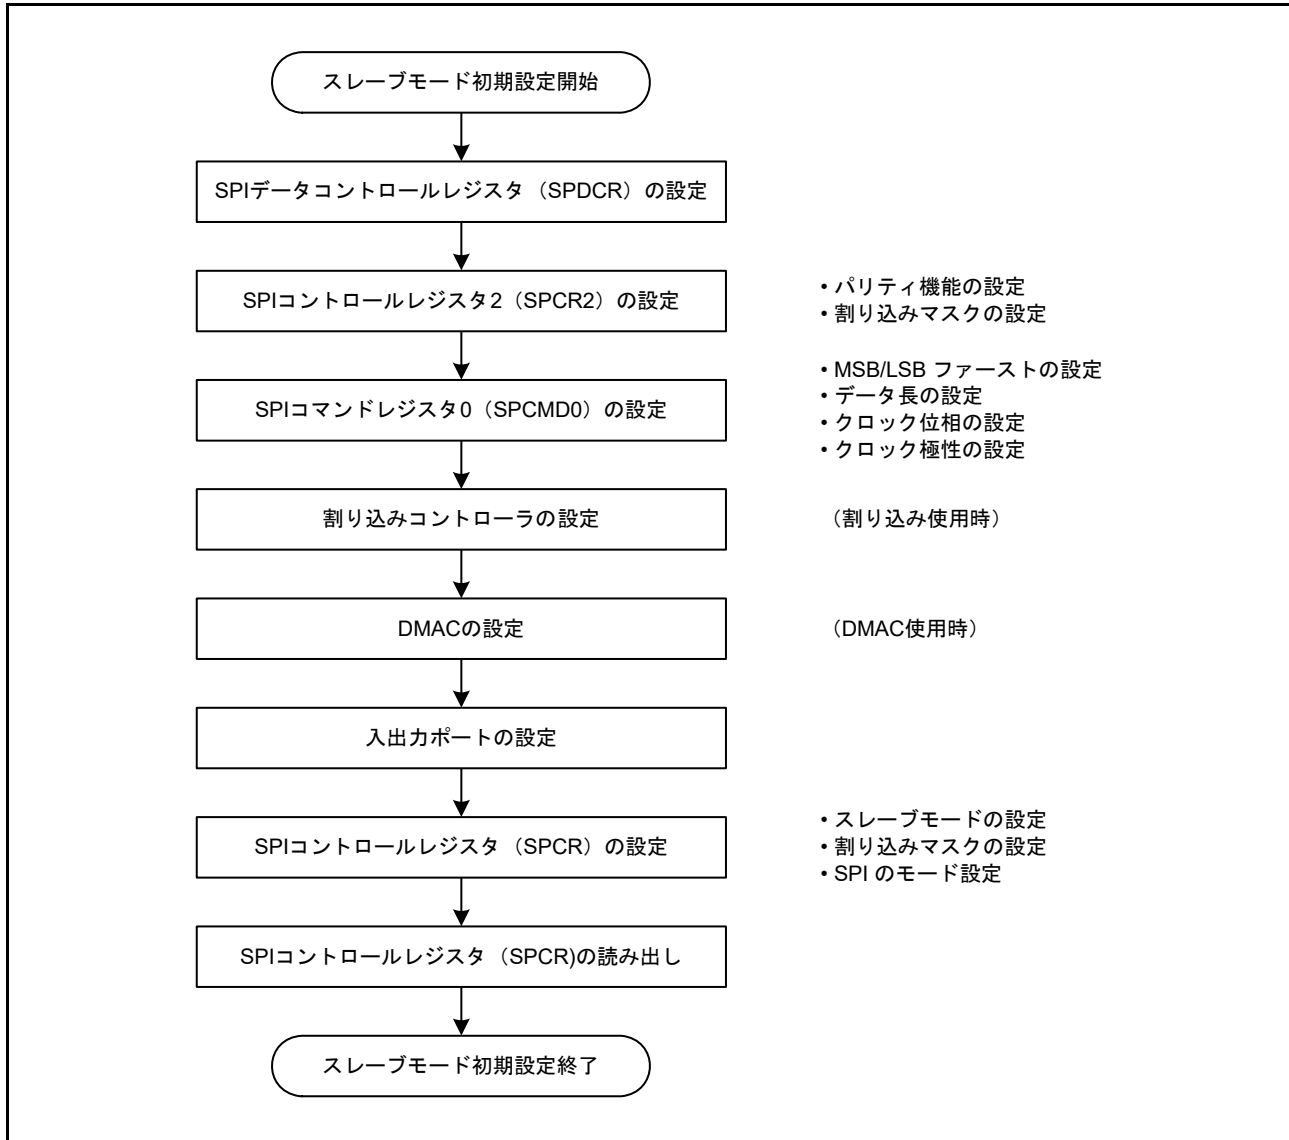 スレーブモード初期設定開始
SPIデータコントロールレジスタ（SPDCR）の設定
SPIコントロールレジスタ2（SPCR2）の設定
• パリティ機能の設定
• 割り込みマスクの設定
SPIコマンドレジスタ0（SPCMD0）の設定
• MSB/LSB ファーストの設定
• データ長の設定
• クロック位相の設定
• クロック極性の設定
割り込みコントローラの設定
（割り込み使用時）
DMACの設定
（DMAC使用時）
入出力ポートの設定
SPIコントロールレジスタ（SPCR）の設定
• スレーブモードの設定
• 割り込みマスクの設定
• SPI のモード設定
SPIコントロールレジスタ（SPCR)の読み出し
スレーブモード初期設定終了